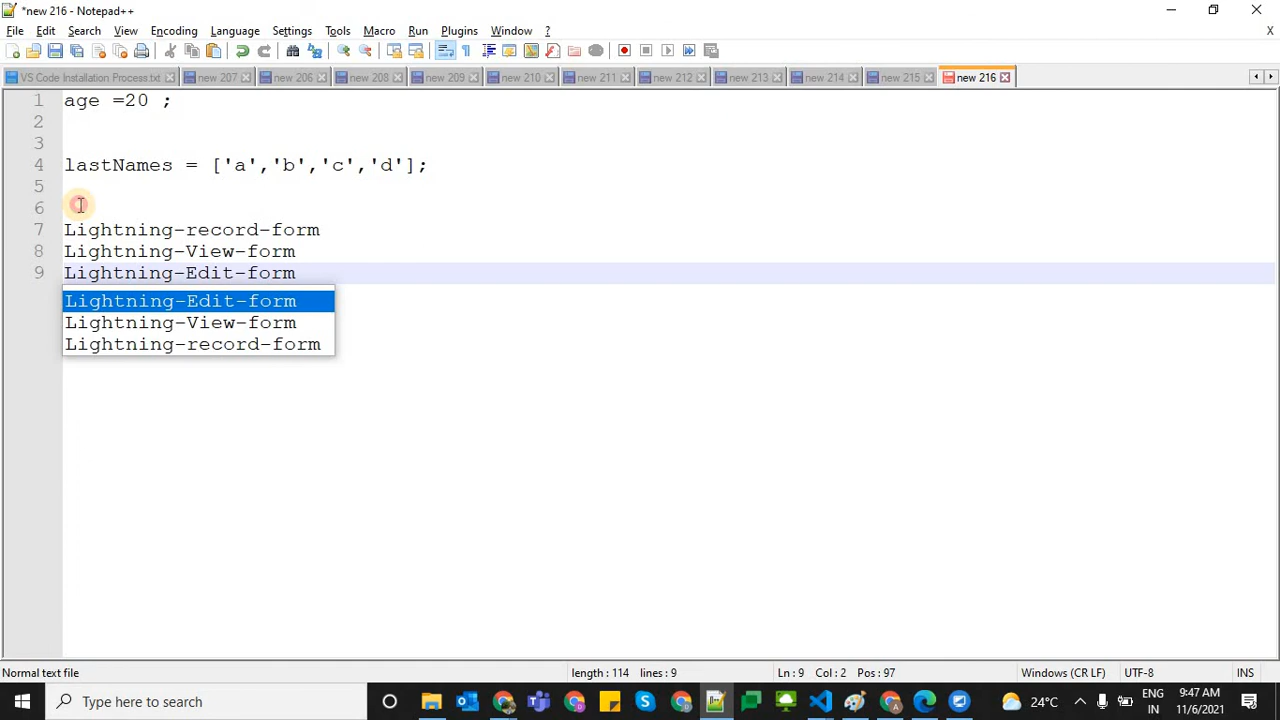 *new 216 - Notepad++
File Edit Search View Encoding Language Settings Tools Macro Run Plugins Window ? X
VS Code Installation Process.txt new 207 new 206 new 208 new 209 new 210 new 211 new 212 new 213 new 214 new 215 new 216
1 age =20 ;
2
3
4 lastNames = ['a','b','c','d'];
5
6
7 Lightning-record-form
8 Lightning-View-form
9 Lightning-Edit-form
Lightning-Edit-form
Lightning-View-form
Lightning-record-form
Normal text file length : 114 lines : 9 Ln : 9 Col : 2 Pos : 97 Windows (CR LF) UTF-8 INS
Type here to search 24°C ENG IN 9:47 AM 11/6/2021